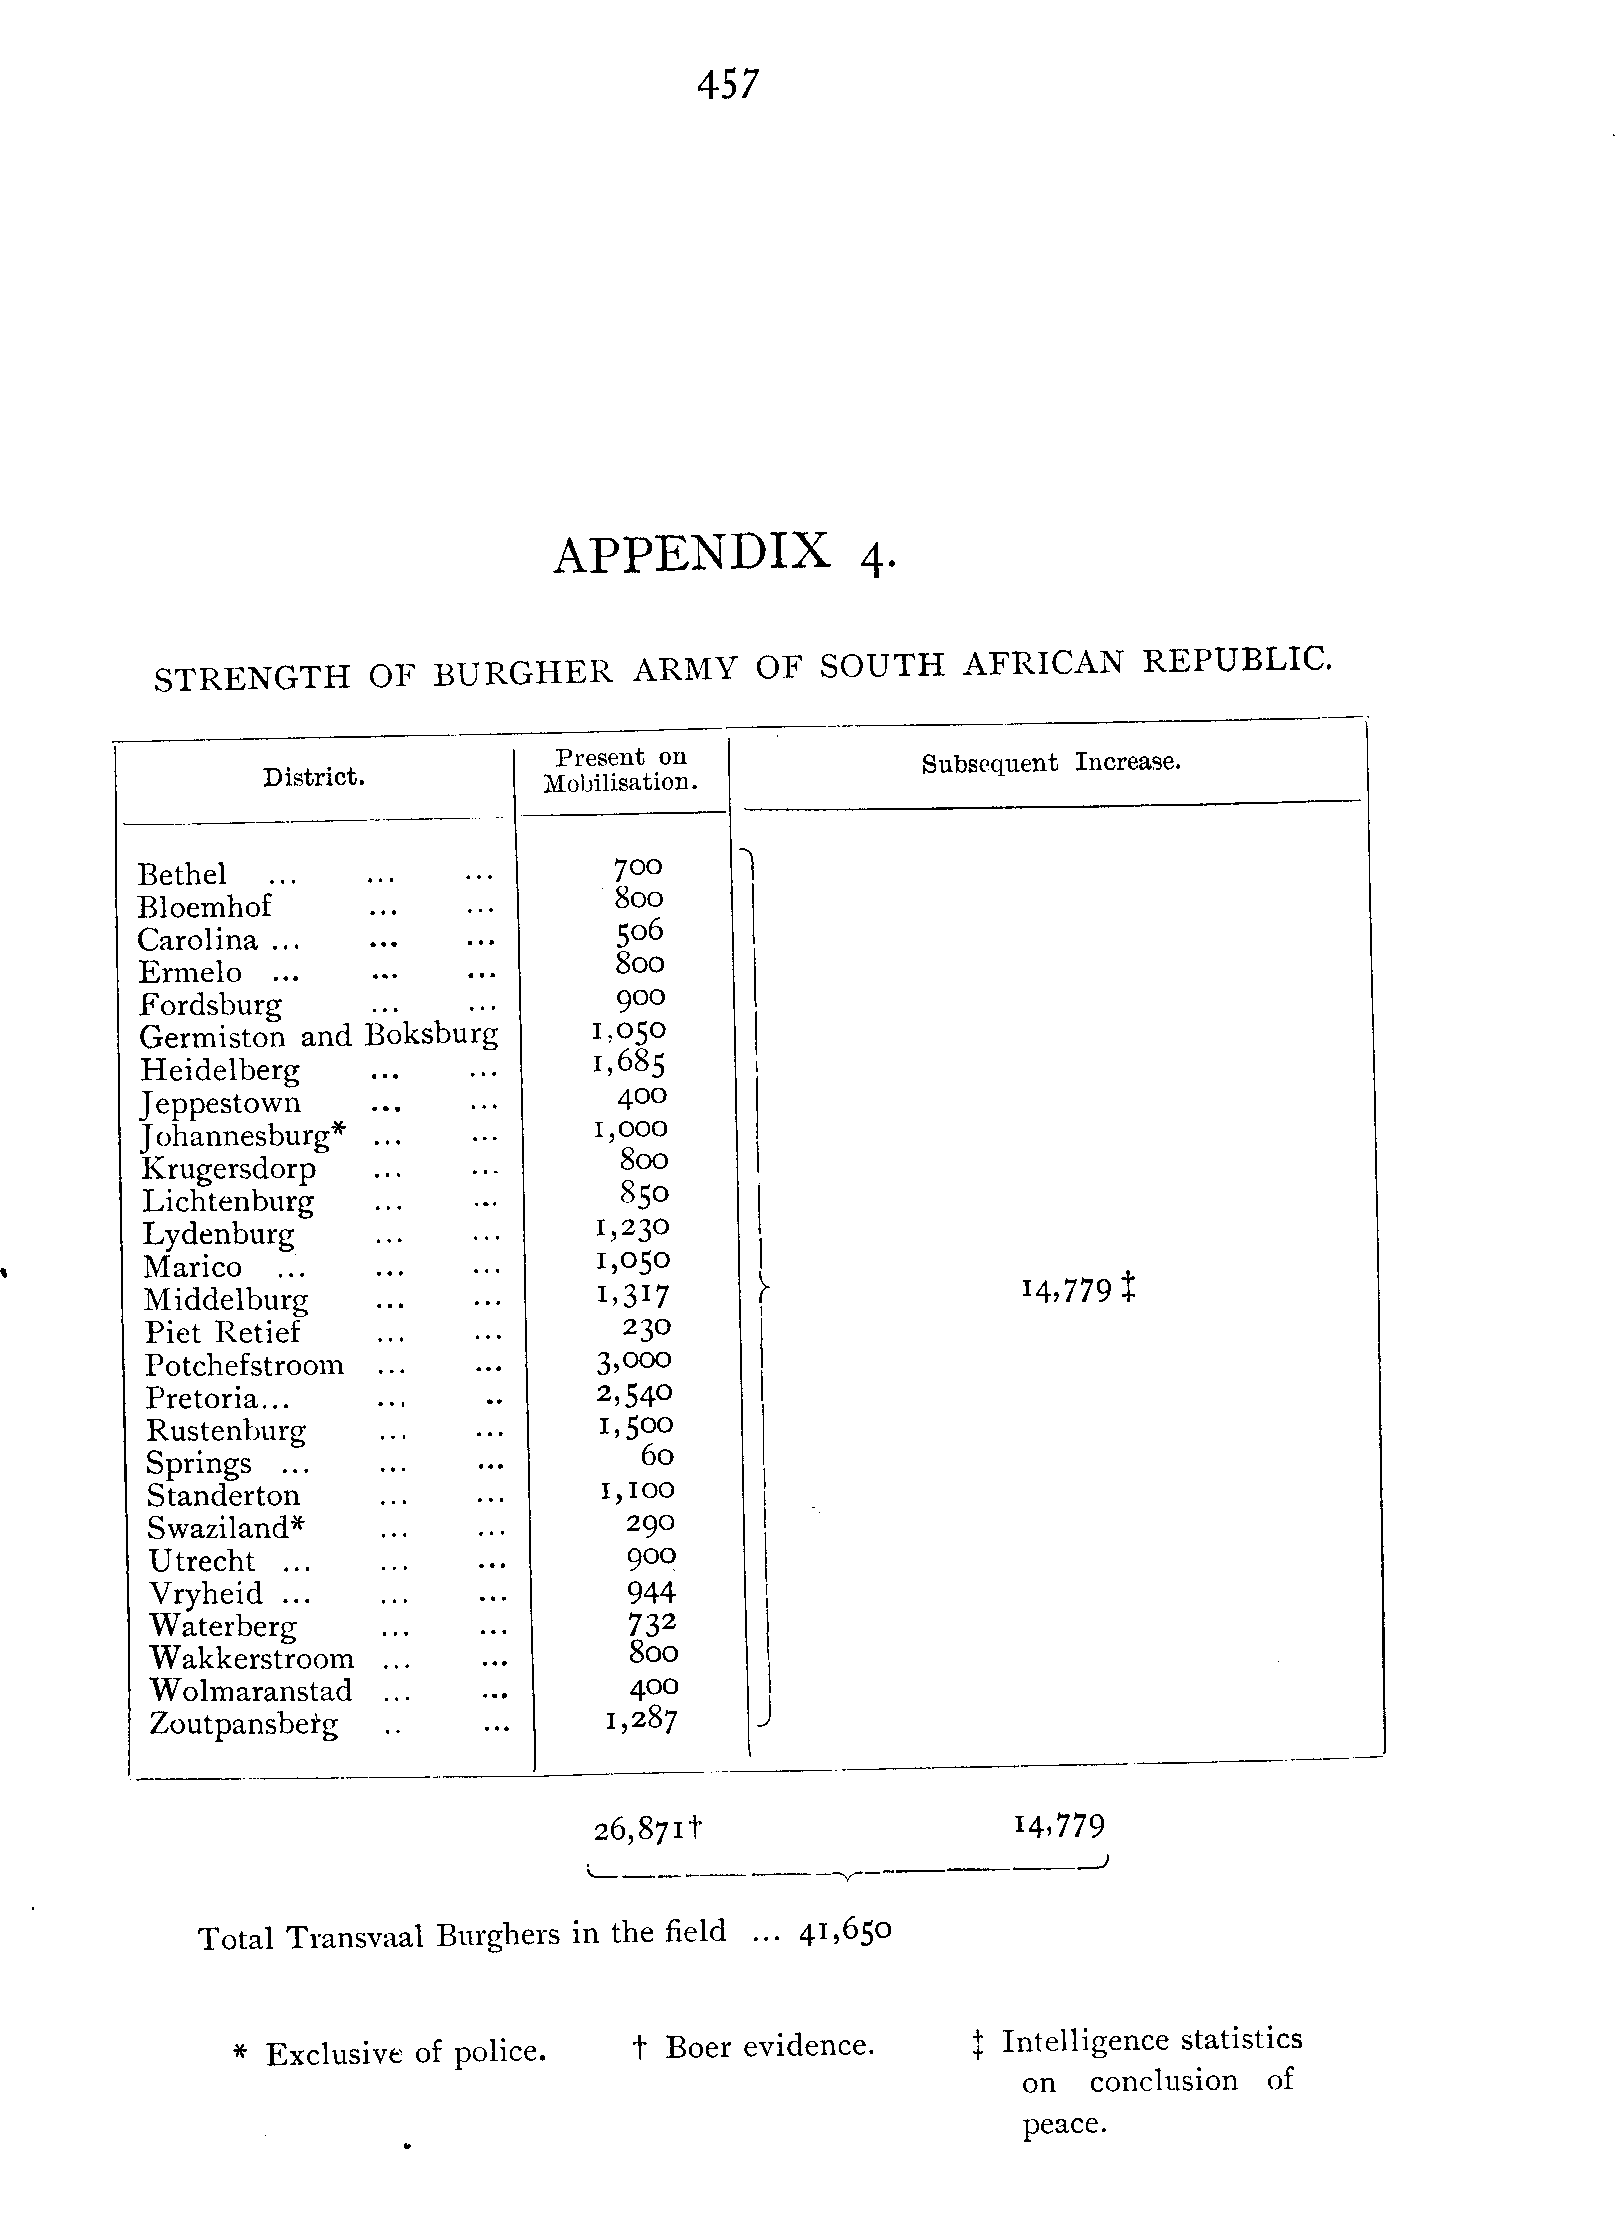 457
APPENDIX 4.
STRENGTH OF BURGHER ARMY OF SOUTH AFRICAN REPUBLIC.
District. Present on Mobilisation. Subsequent Increase.
Bethel ... ... ... 700
Bloemhof ... ... 800
Carolina ... ... ... 506
Ermelo ... ... ... 800
Fordsburg ... ... 900
Germiston and Boksburg 1,050
Heidelberg ... ... 1,685
Jeppestown ... ... 400
Johannesburg* ... ... 1,000
Krugersdorp ... ... 800
Lichtenburg ... ... 850
Lydenburg ... ... 1,230
Marico ... ... ... 1,050
Middelburg ... ... 1,317 14,779 ‡
Piet Retief ... ... 230
Potchefstroom ... ... 3,000
Pretoria... ... .. 2,540
Rustenburg ... ... 1,500
Springs ... ... ... 60
Standerton ... ... 1,100
Swaziland* ... ... 290
Utrecht ... ... ... 900
Vryheid ... ... ... 944
Waterberg ... ... 732
Wakkerstroom ... ... 800
Wolmaranstad ... ... 400
Zoutpansberg .. ... 1,287
26,871† 14,779
Total Transvaal Burghers in the field ... 41,650
* Exclusive of police. † Boer evidence. ‡ Intelligence statistics
on conclusion of
peace.